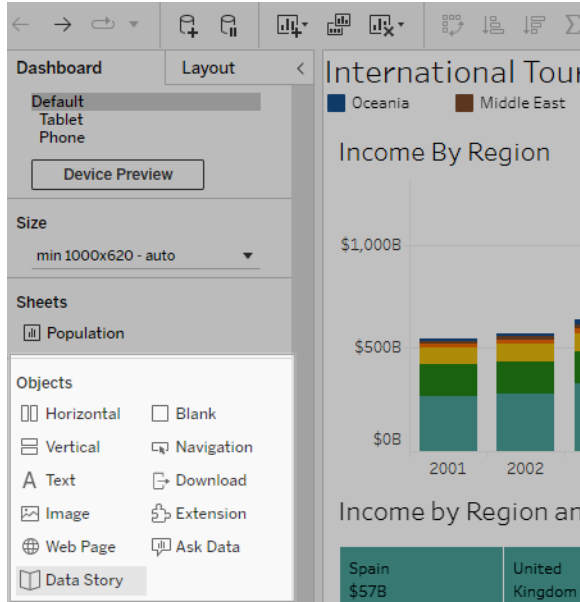 Dashboard Layout
International Tour
Default
Tablet
Phone
Oceania Middle East
Device Preview
Income By Region
Size
min 1000x620 - auto
$1,000B
Sheets
Population
$500B
$0B
2001 2002
Objects
Horizontal Blank
Vertical Navigation
Text Download
Image Extension
Web Page Ask Data
Data Story
Income by Region an
Spain
$57B
United
Kingdom